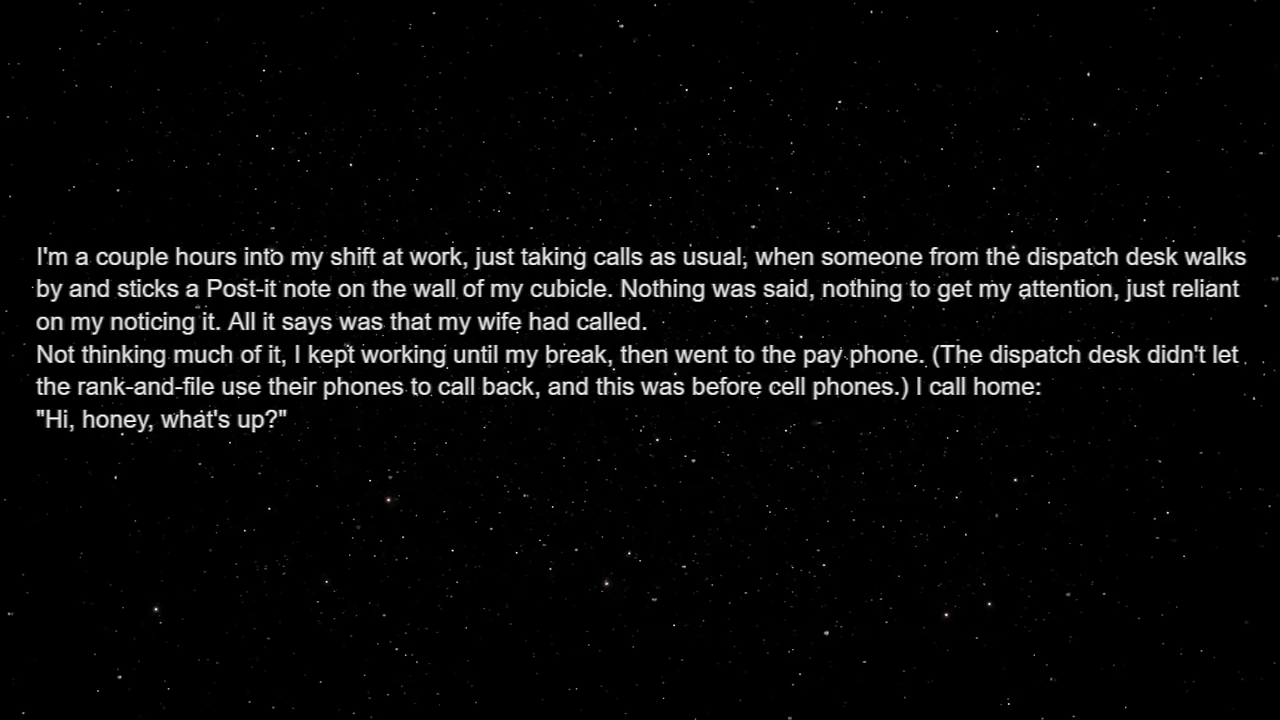 I'm a couple hours into my shift at work, just taking calls as usual, when someone from the dispatch desk walks
by and sticks a Post-it note on the wall of my cubicle. Nothing was said, nothing to get my attention, just reliant
on my noticing it. All it says was that my wife had called.
Not thinking much of it, I kept working until my break, then went to the pay phone. (The dispatch desk didn't let
the rank-and-file use their phones to call back, and this was before cell phones.) I call home:
"Hi, honey, what's up?"